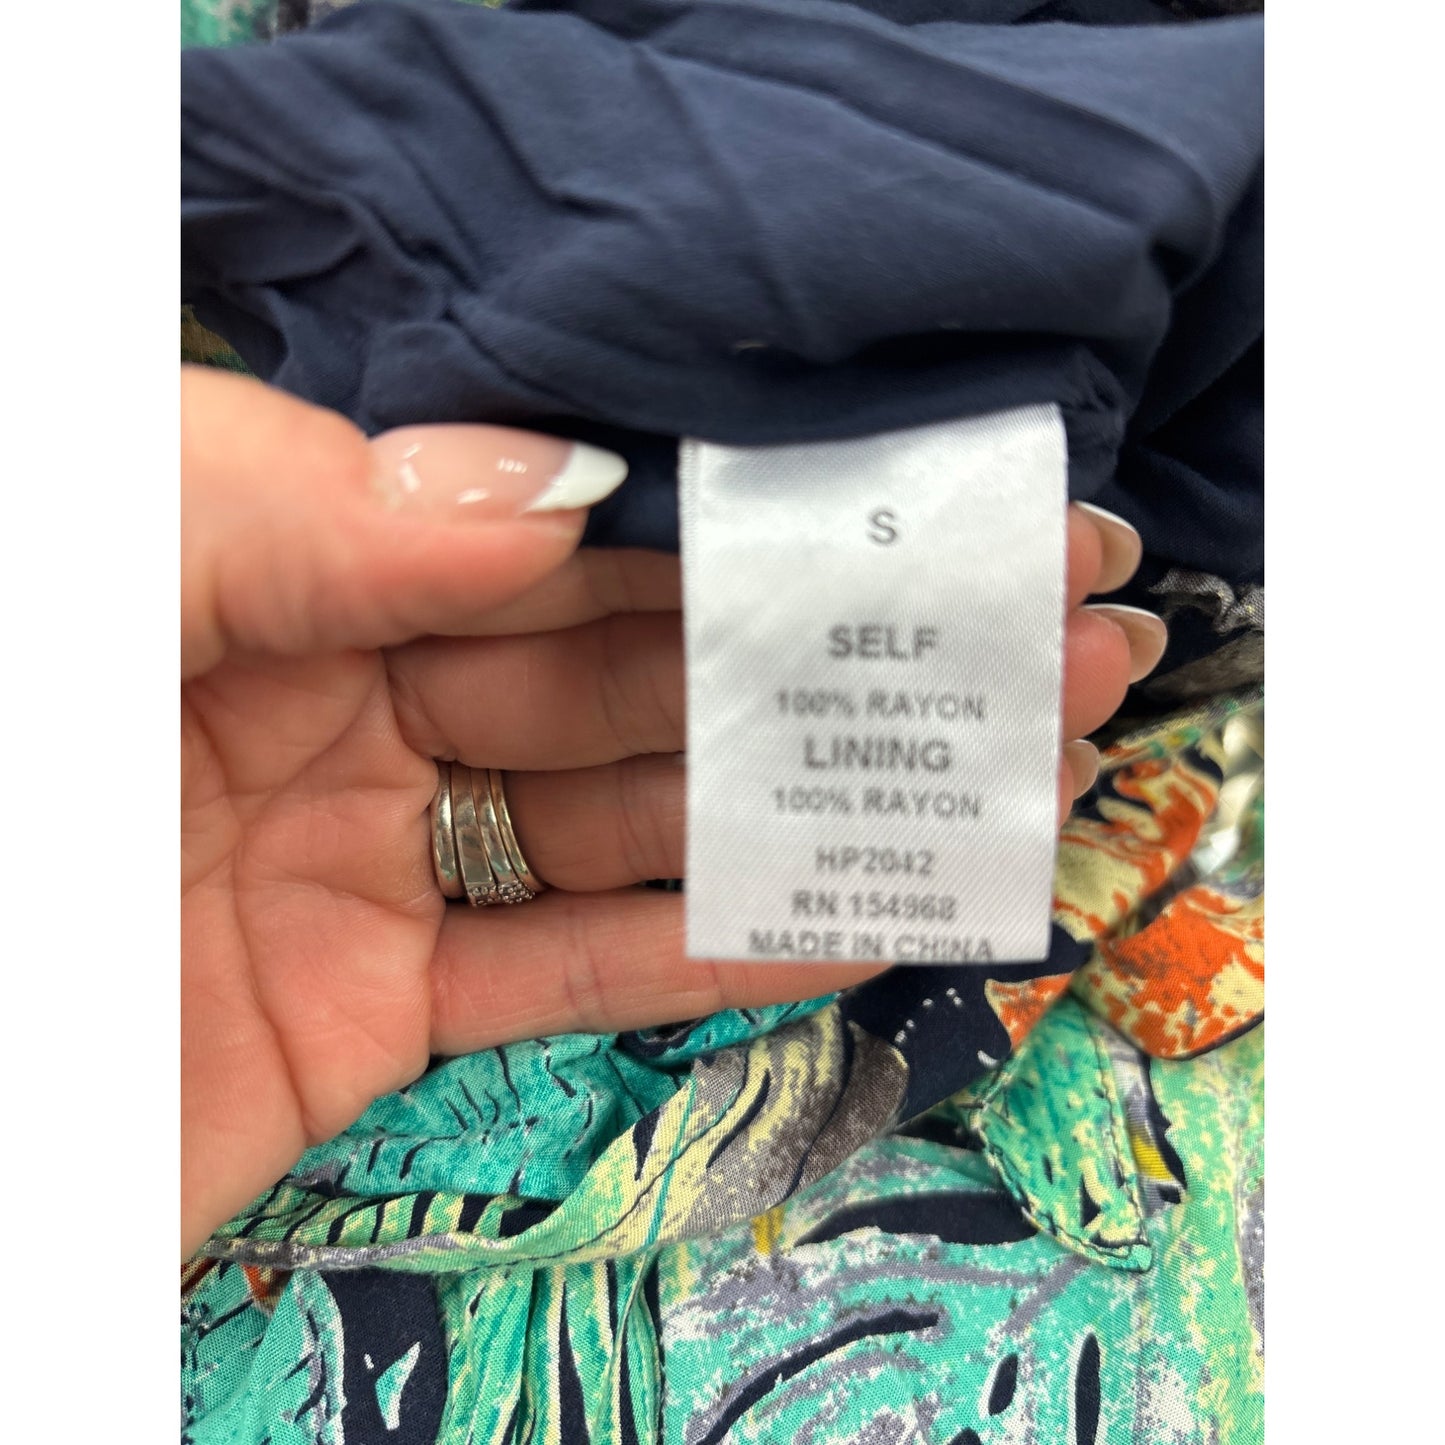 S
SELF
100% RAYON
LINING
100% RAYON
HP2042
RN 154968
MADE IN CHINA